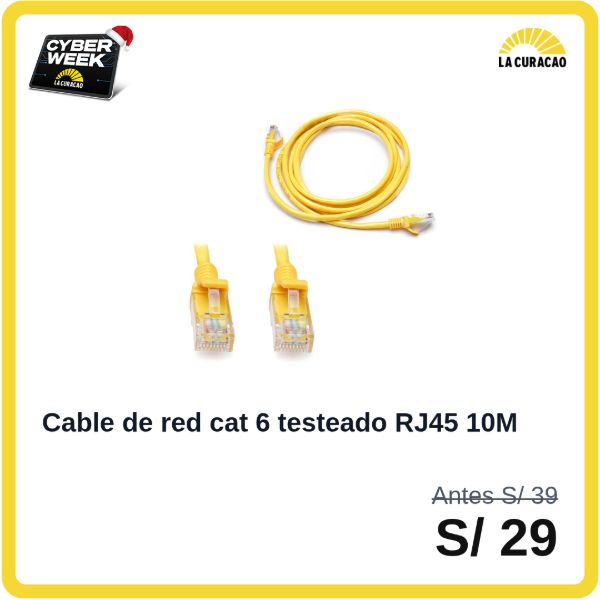 CYBER
WEEK
LA CURACAO
LA CURACAO
Cable de red cat 6 testeado RJ45 10M
Antes S/ 39
S/ 29